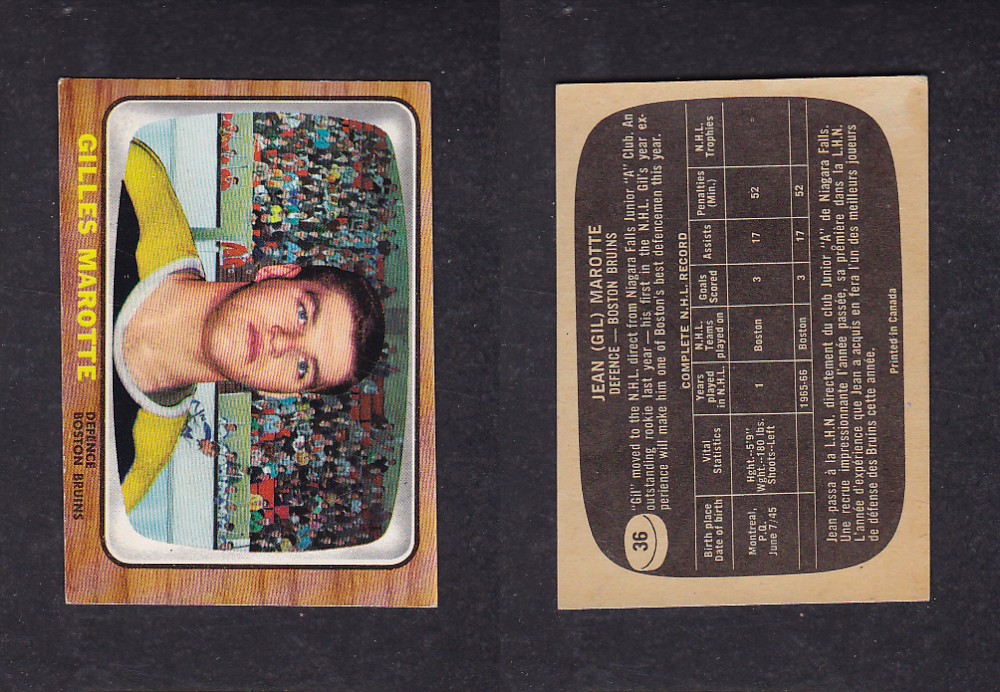 GILLES MAROTTE
DEFENCE
BOSTON BRUINS
36
JEAN (GIL) MAROTTE
DEFENCE — BOSTON BRUINS
"Gil" moved to the N.H.L. direct from Niagara Falls Junior "A" Club. An
outstanding rookie last year — his first in the N.H.L. Gil's year ex-
perience will make him one of Boston's best defencemen this year.
COMPLETE N.H.L. RECORD
Birth place
Date of birth
Vital
Statistics
Years
played
in N.H.L.
N.H.L.
Teams
played on
Goals
Scored
Assists
Penalties
(Min.)
N.H.L.
Trophies
Montreal,
P.Q.
June 7/45
Hght.--5'9"
Wght.--180 lbs.
Shoots-Left
1
Boston
3
17
52
1965-66
Boston
3
17
52
Jean passa à la L.H.N. directement du club Junior "A" de Niagara Falls.
Une recrue impressionnante l'année passée, sa première dans la L.H.N.
L'année d'expérience que Jean a acquis en fera l'un des meilleurs joueurs
de défense des Bruins cette année.
Printed in Canada